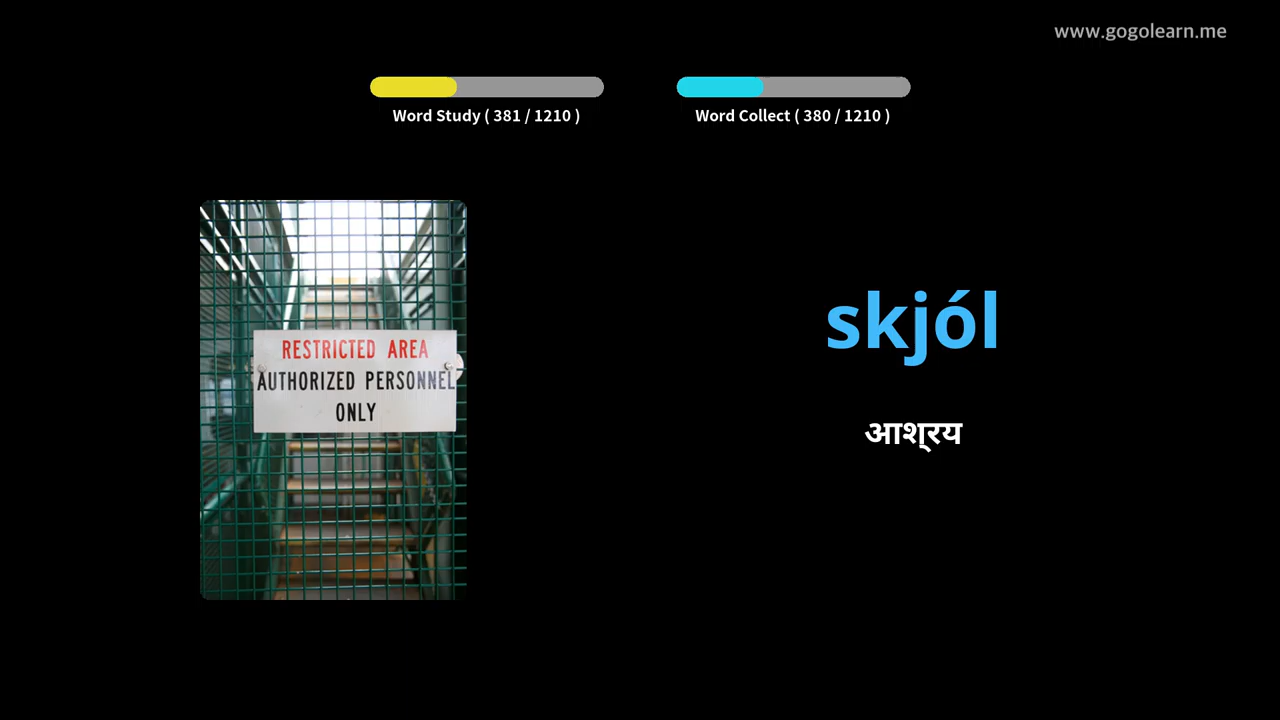 www.gogolearn.me
Word Study ( 381 / 1210 )
Word Collect ( 380 / 1210 )
RESTRICTED AREA
AUTHORIZED PERSONNEL
ONLY
skjól
आश्रय